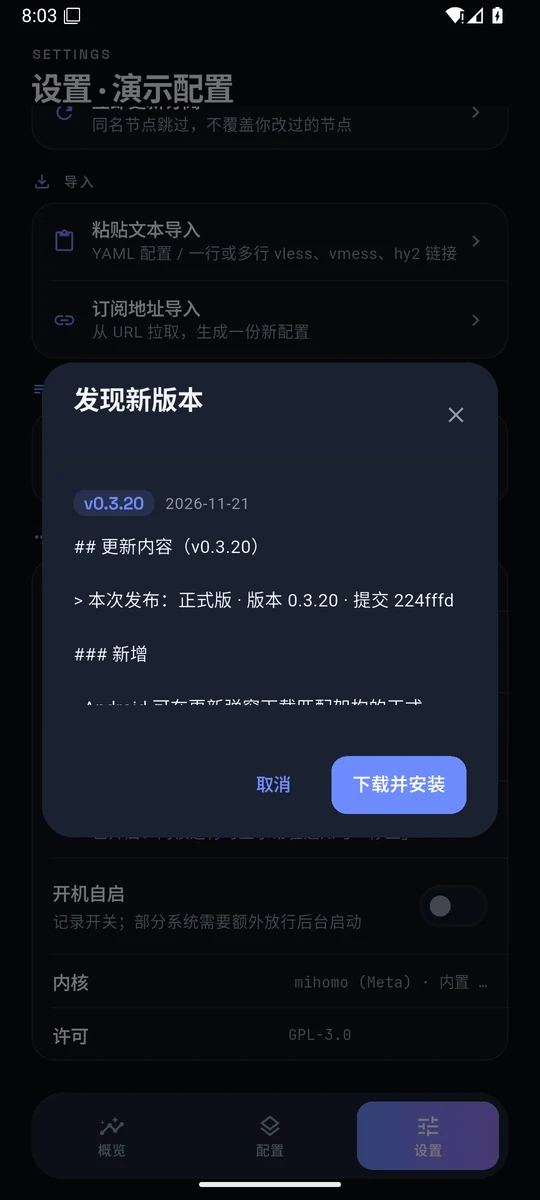 8:03
SETTINGS
设置·演示配置
同名节点跳过，不覆盖你改过的节点
导入
粘贴文本导入
YAML 配置 / 一行或多行 vless、vmess、hy2 链接
订阅地址导入
从 URL 拉取，生成一份新配置
发现新版本
v0.3.20 2026-11-21
## 更新内容（v0.3.20）
> 本次发布：正式版 · 版本 0.3.20 · 提交 224fffd
### 新增
取消
下载并安装
开机自启
记录开关；部分系统需要额外放行后台启动
内核
mihomo (Meta) · 内置 …
许可
GPL-3.0
概览
配置
设置